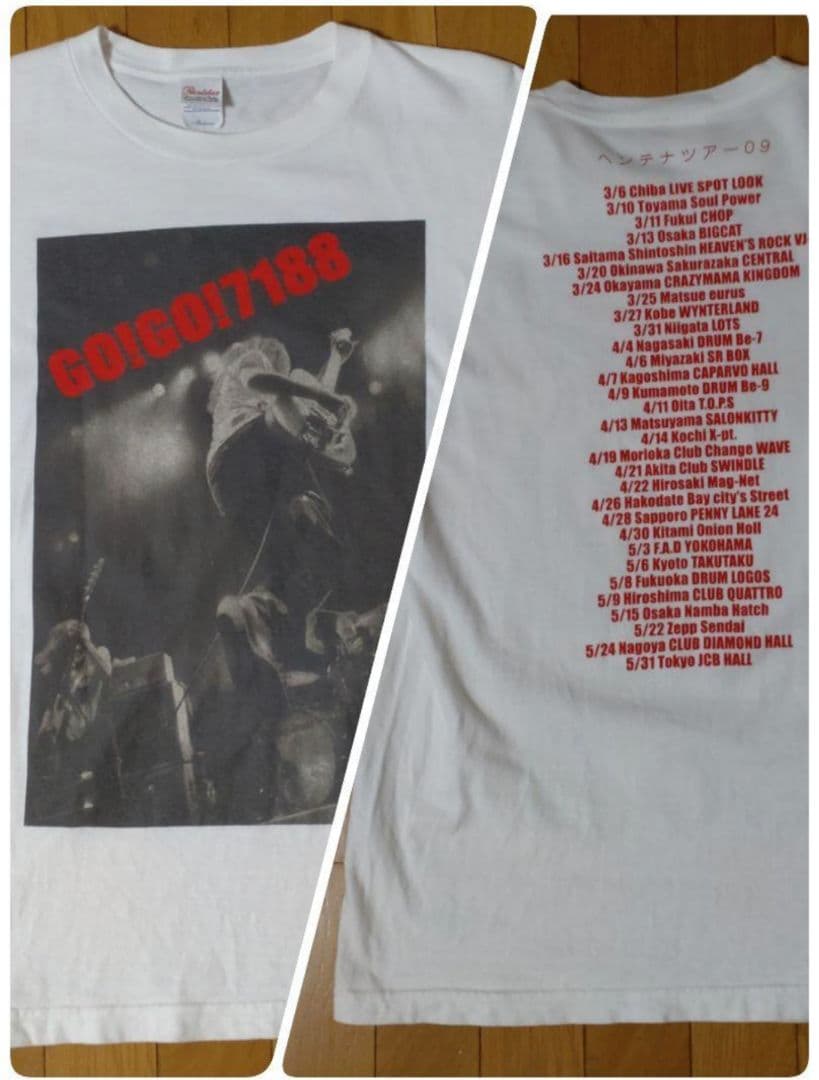 GO!GO!7188
ヘンテナツアー09
3/6 Chiba LIVE SPOT LOOK
3/10 Toyama Soul Power
3/11 Fukui CHOP
3/13 Osaka BIGCAT
3/16 Saitama Shintoshin HEAVEN'S ROCK VJ
3/20 Okinawa Sakurazaka CENTRAL
3/24 Okayama CRAZYMAMA KINGDOM
3/25 Matsue eurus
3/27 Kobe WYNTERLAND
3/31 Niigata LOTS
4/4 Nagasaki DRUM Be-7
4/6 Miyazaki SR BOX
4/7 Kagoshima CAPARVO HALL
4/9 Kumamoto DRUM Be-9
4/11 Oita T.O.P.S
4/13 Matsuyama SALONKITTY
4/14 Kochi X-pt.
4/19 Morioka Club Change WAVE
4/21 Akita Club SWINDLE
4/22 Hirosaki Mag-Net
4/26 Hakodate Bay city's Street
4/28 Sapporo PENNY LANE 24
4/30 Kitami Onion Holl
5/3 F.A.D YOKOHAMA
5/6 Kyoto TAKUTAKU
5/8 Fukuoka DRUM LOGOS
5/9 Hiroshima CLUB QUATTRO
5/15 Osaka Namba Hatch
5/22 Zepp Sendai
5/24 Nagoya CLUB DIAMOND HALL
5/31 Tokyo JCB HALL